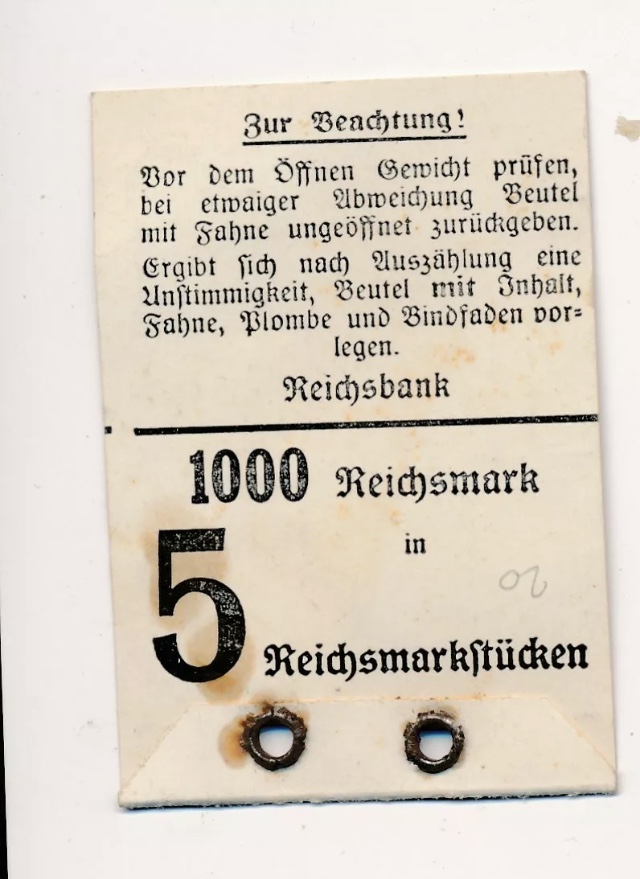 Zur Beachtung!
Vor dem Öffnen Gewicht prüfen,
bei etwaiger Abweichung Beutel
mit Fahne ungeöffnet zurückgeben.
Ergibt sich nach Auszählung eine
Unstimmigkeit, Beutel mit Inhalt,
Fahne, Plombe und Bindfaden vor=
legen.
Reichsbank
1000 Reichsmark
in
5
Reichsmarkstücken